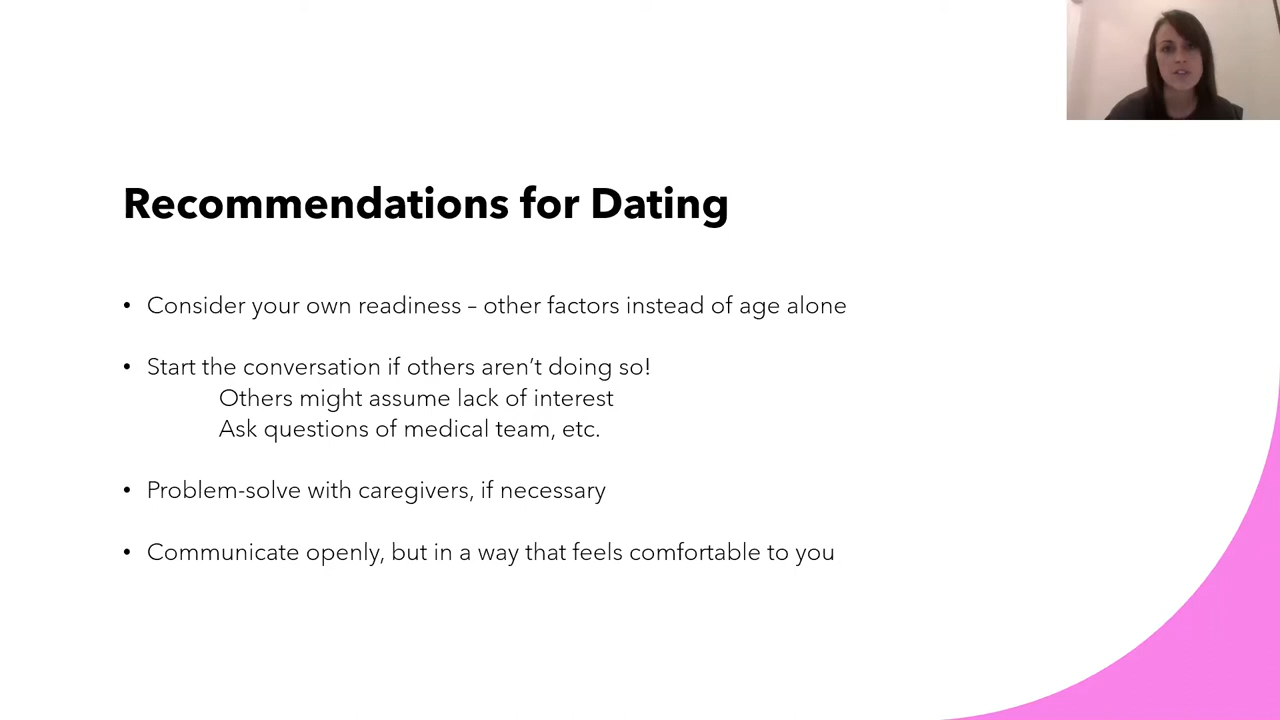 Recommendations for Dating
• Consider your own readiness – other factors instead of age alone
• Start the conversation if others aren’t doing so!
Others might assume lack of interest
Ask questions of medical team, etc.
• Problem-solve with caregivers, if necessary
• Communicate openly, but in a way that feels comfortable to you